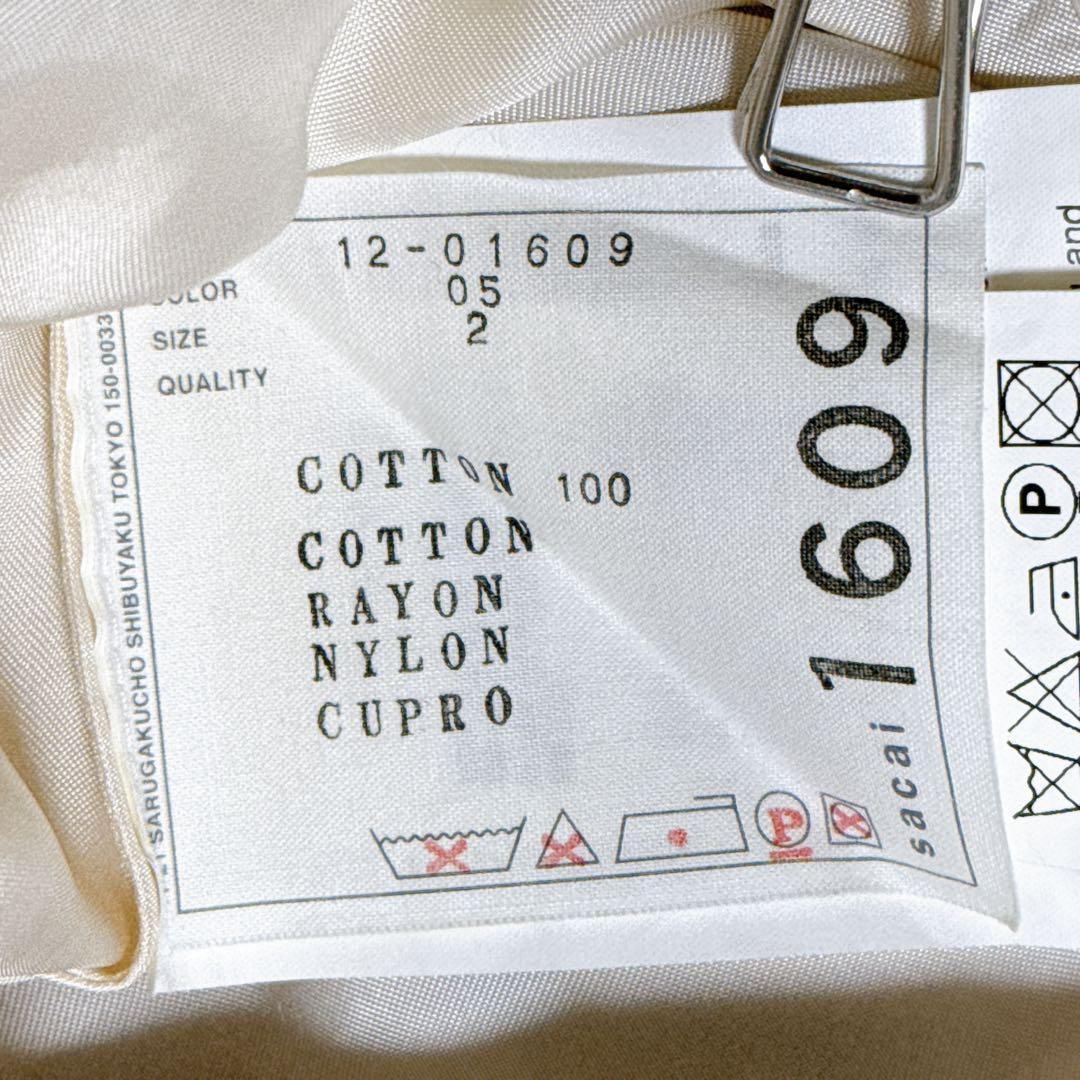 12-01609
COLOR 05
SIZE 2
QUALITY
COTTON 100
COTTON
RAYON
NYLON
CUPRO
P
sacai 1609
SARUGAKUCHO SHIBUYAKU TOKYO 150-0033
and
P